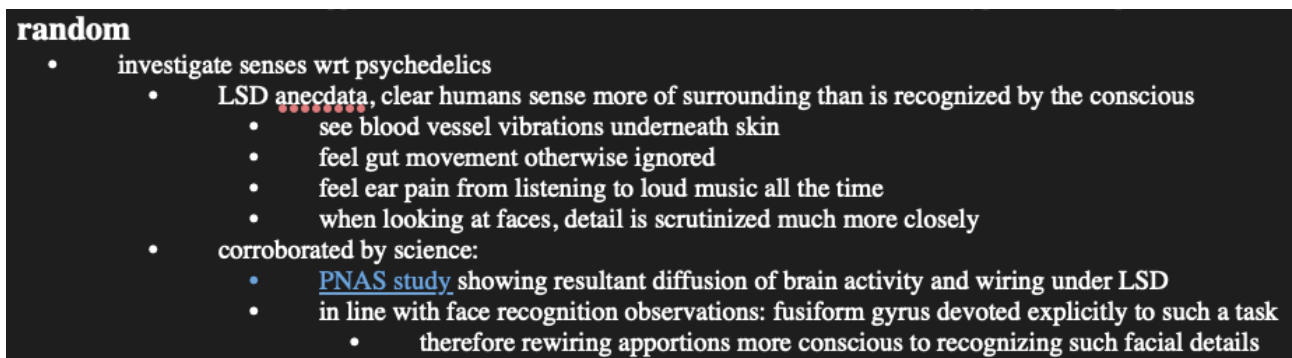 random
• investigate senses wrt psychedelics
• LSD anecdata, clear humans sense more of surrounding than is recognized by the conscious
• see blood vessel vibrations underneath skin
• feel gut movement otherwise ignored
• feel ear pain from listening to loud music all the time
• when looking at faces, detail is scrutinized much more closely
• corroborated by science:
• PNAS study showing resultant diffusion of brain activity and wiring under LSD
• in line with face recognition observations: fusiform gyrus devoted explicitly to such a task
• therefore rewiring apportions more conscious to recognizing such facial details